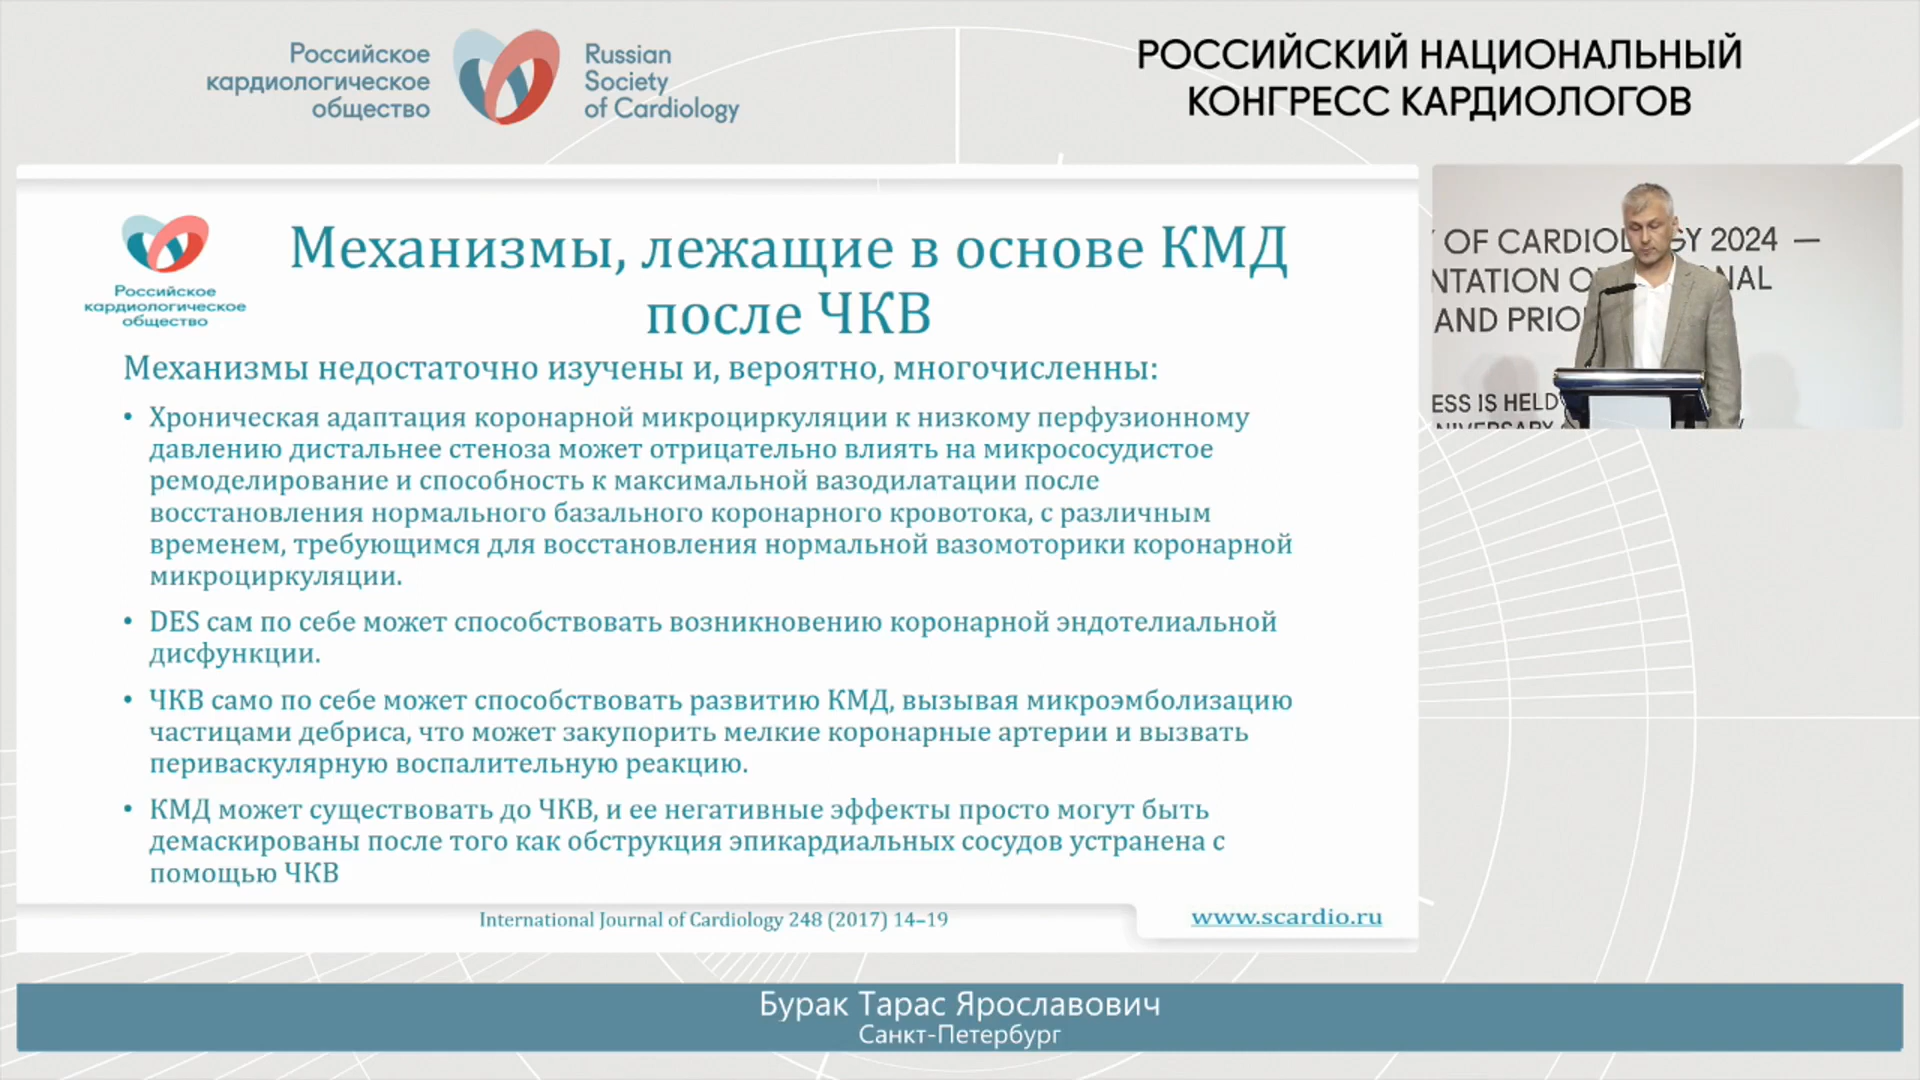 Российское
кардиологическое
общество
Russian
Society
of Cardiology
РОССИЙСКИЙ НАЦИОНАЛЬНЫЙ
КОНГРЕСС КАРДИОЛОГОВ
Российское
кардиологическое
общество
Механизмы, лежащие в основе КМД
после ЧКВ
Механизмы недостаточно изучены и, вероятно, многочисленны:
• Хроническая адаптация коронарной микроциркуляции к низкому перфузионному
давлению дистальнее стеноза может отрицательно влиять на микрососудистое
ремоделирование и способность к максимальной вазодилатации после
восстановления нормального базального коронарного кровотока, с различным
временем, требующимся для восстановления нормальной вазомоторики коронарной
микроциркуляции.
• DES сам по себе может способствовать возникновению коронарной эндотелиальной
дисфункции.
• ЧКВ само по себе может способствовать развитию КМД, вызывая микроэмболизацию
частицами дебриса, что может закупорить мелкие коронарные артерии и вызвать
периваскулярную воспалительную реакцию.
• КМД может существовать до ЧКВ, и ее негативные эффекты просто могут быть
демаскированы после того как обструкция эпикардиальных сосудов устранена с
помощью ЧКВ
International Journal of Cardiology 248 (2017) 14–19
www.scardio.ru
OF CARDIOLOGY 2024 —
AND
ESS IS HELD
Бурак Тарас Ярославович
Санкт-Петербург